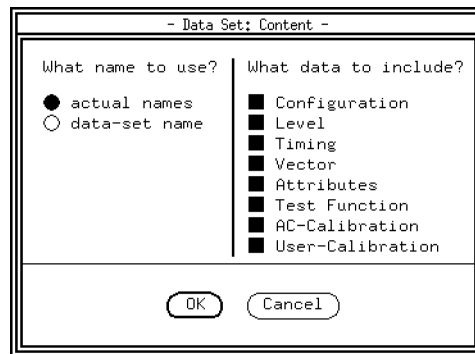 - Data Set: Content -
What name to use?
actual names
data-set name
What data to include?
Configuration
Level
Timing
Vector
Attributes
Test Function
AC-Calibration
User-Calibration
OK
Cancel